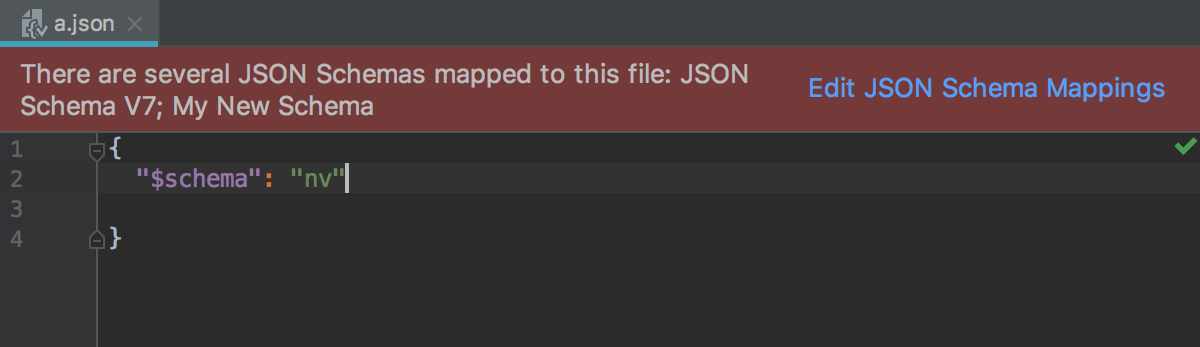 a.json
There are several JSON Schemas mapped to this file: JSON
Schema V7; My New Schema
Edit JSON Schema Mappings
1 {
2 "$schema": "nv"
3
4 }